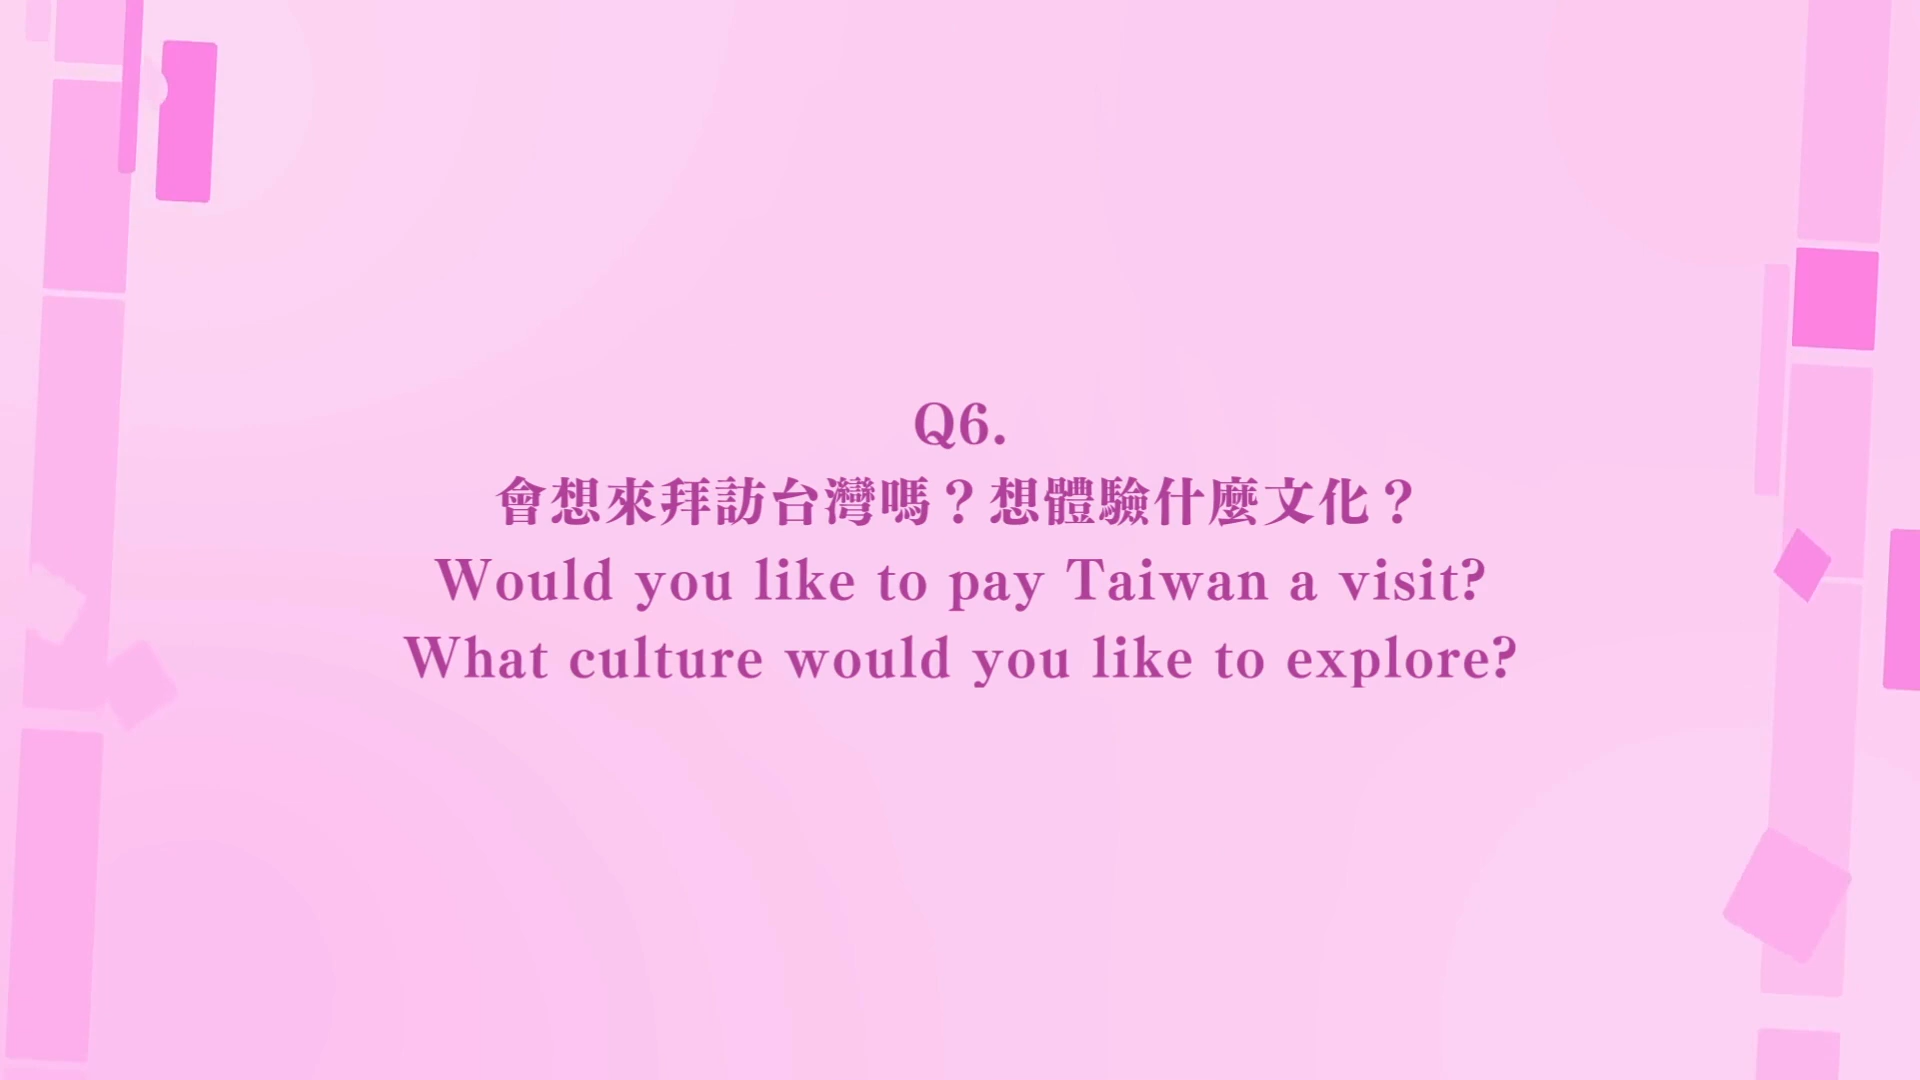 Q6.
會想來拜訪台灣嗎？想體驗什麼文化？
Would you like to pay Taiwan a visit?
What culture would you like to explore?